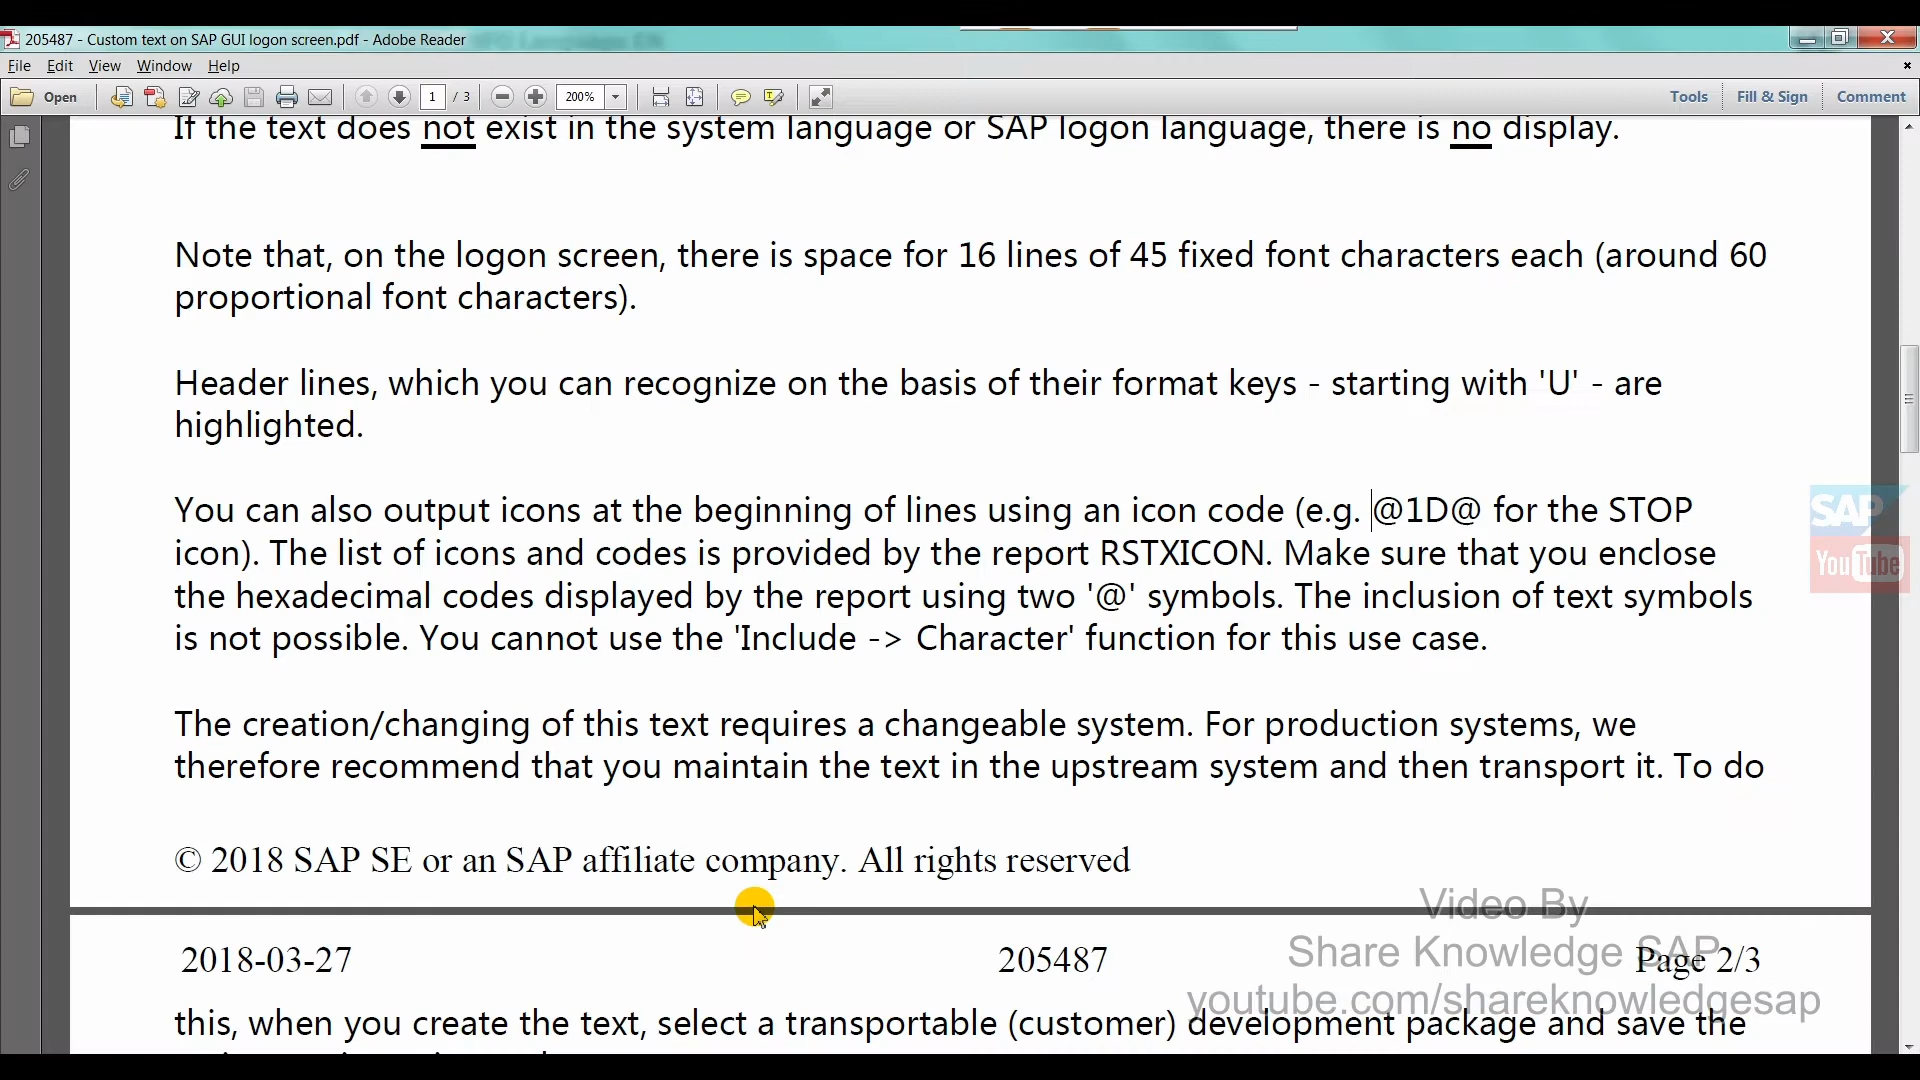 205487 - Custom text on SAP GUI logon screen.pdf - Adobe Reader
File Edit View Window Help
Open 1 / 3 200% Tools Fill & Sign Comment
If the text does not exist in the system language or SAP logon language, there is no display.
Note that, on the logon screen, there is space for 16 lines of 45 fixed font characters each (around 60
proportional font characters).
Header lines, which you can recognize on the basis of their format keys - starting with 'U' - are
highlighted.
You can also output icons at the beginning of lines using an icon code (e.g. @1D@ for the STOP
icon). The list of icons and codes is provided by the report RSTXICON. Make sure that you enclose
the hexadecimal codes displayed by the report using two '@' symbols. The inclusion of text symbols
is not possible. You cannot use the 'Include -> Character' function for this use case.
SAP
YouTube
The creation/changing of this text requires a changeable system. For production systems, we
therefore recommend that you maintain the text in the upstream system and then transport it. To do
© 2018 SAP SE or an SAP affiliate company. All rights reserved
Video By
Share Knowledge SAP
youtube.com/shareknowledgesap
2018-03-27 205487 Page 2/3
this, when you create the text, select a transportable (customer) development package and save the